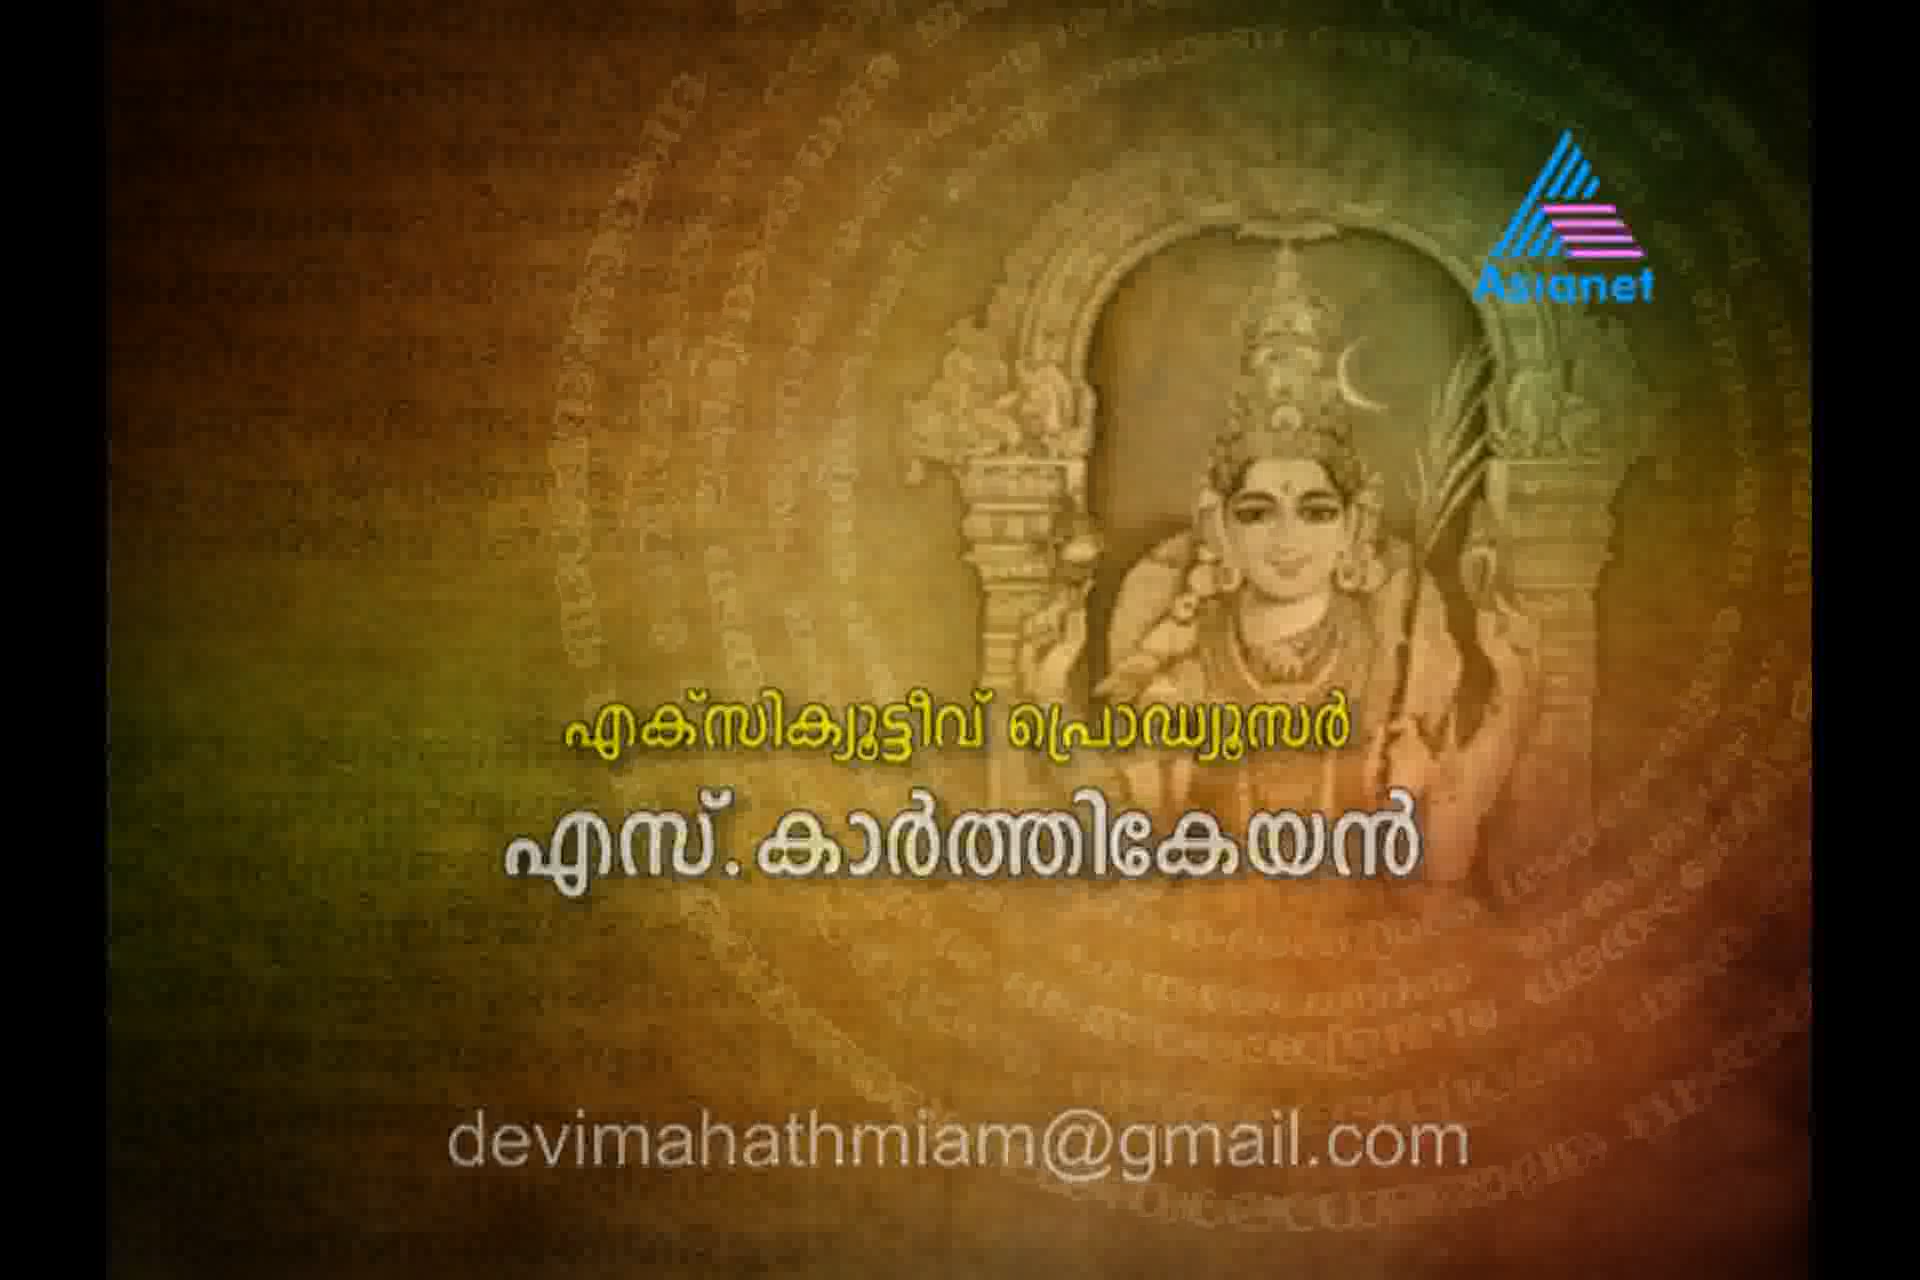 Asianet
എക്സിക്യൂട്ടീവ് പ്രൊഡ്യൂസർ
എസ്. കാർത്തികേയൻ
devimahathmiam@gmail.com